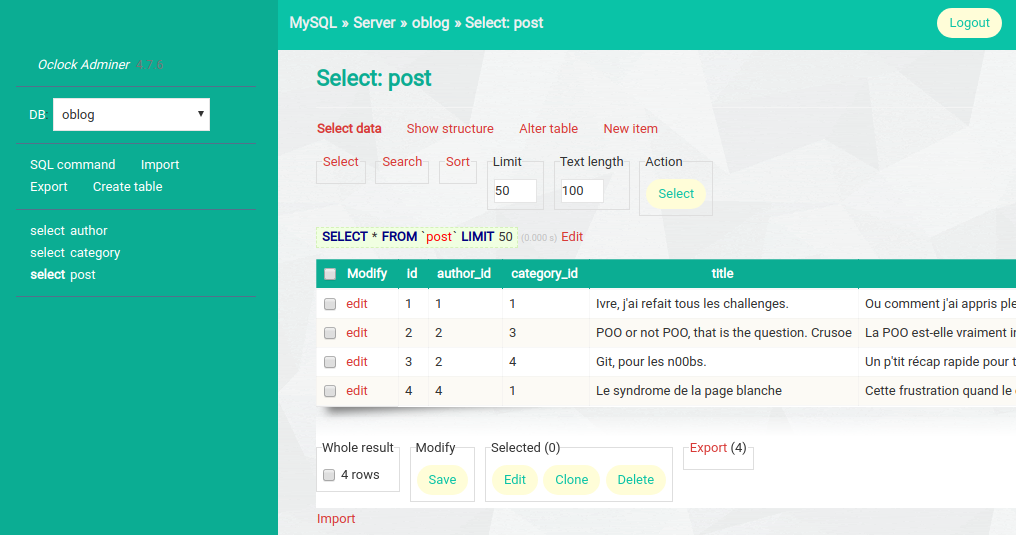 MySQL » Server » oblog » Select: post
Logout
Oclock Adminer 4.7.6
DB: oblog
SQL command Import
Export Create table
select author
select category
select post
Select: post
Select data Show structure Alter table New item
Select Search Sort Limit Text length Action
50 100 Select
SELECT * FROM `post` LIMIT 50 (0.000 s) Edit
Modify id author_id category_id title
edit 1 1 1 Ivre, j'ai refait tous les challenges. Ou comment j'ai appris ple
edit 2 2 3 POO or not POO, that is the question. Crusoe La POO est-elle vraiment
edit 3 2 4 Git, pour les n00bs. Un p'tit récap rapide pour
edit 4 4 1 Le syndrome de la page blanche Cette frustration quand le
Whole result Modify Selected (0) Export (4)
4 rows Save Edit Clone Delete
Import